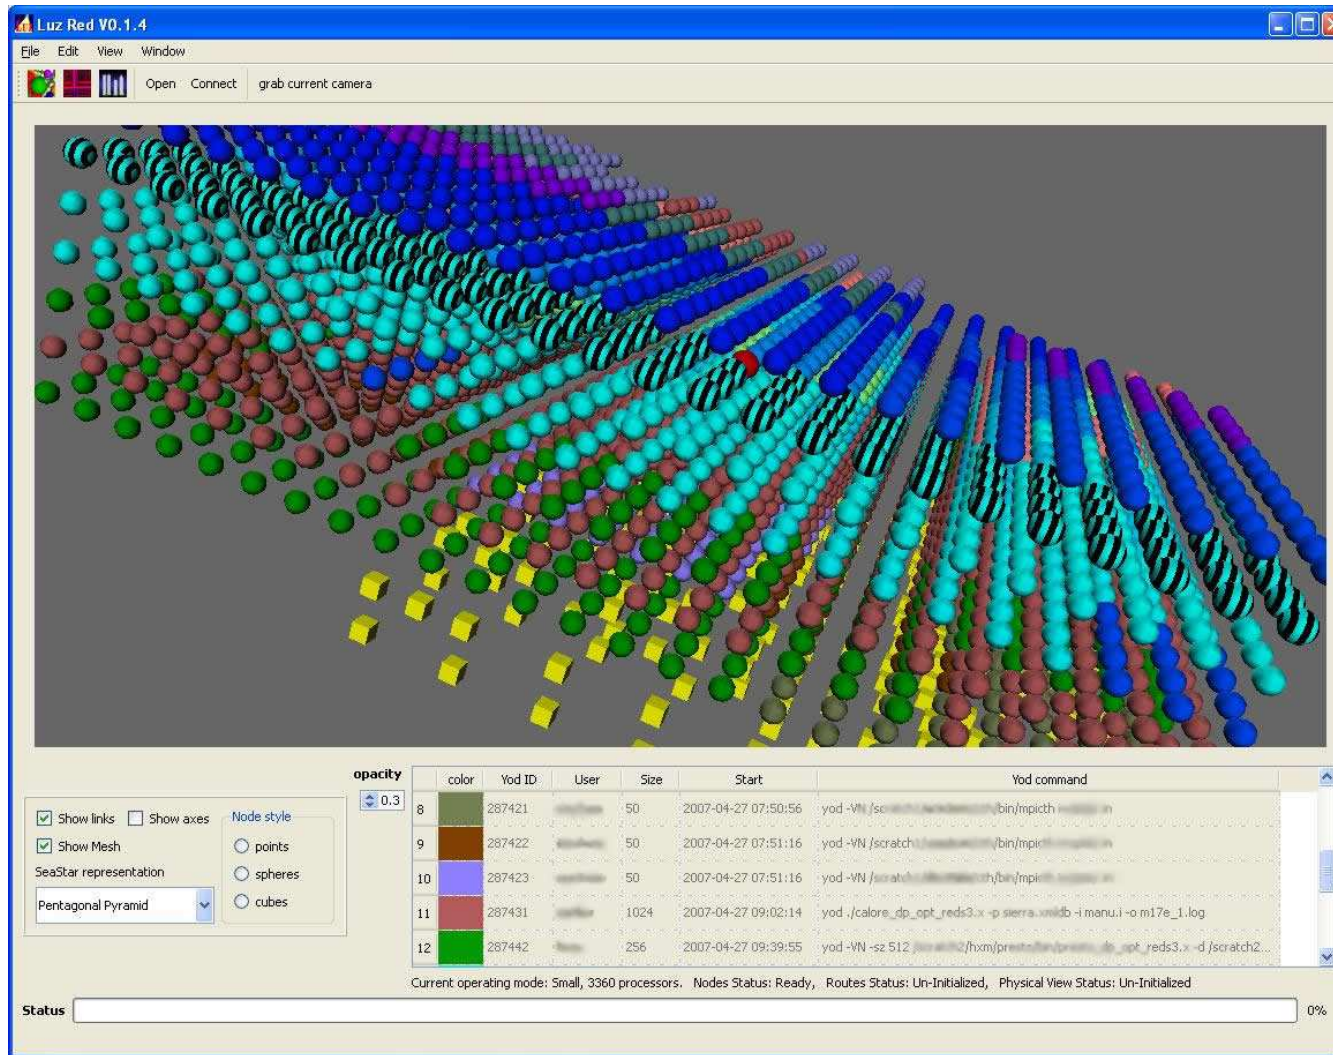 Luz Red V0.1.4
File Edit View Window
Open Connect grab current camera
opacity
0.3
Show links Show axes
Show Mesh
SeaStar representation
Pentagonal Pyramid
Node style
points
spheres
cubes
color Yod ID User Size Start Yod command
8 287421 50 2007-04-27 07:50:56 yod -VN /bin/mpicth
9 287422 50 2007-04-27 07:51:16 yod -VN /scratch /bin/mpicth
10 287423 50 2007-04-27 07:51:16 yod -VN /bin/mpi
11 287431 1024 2007-04-27 09:02:14 yod ./calore_dp_opt_reds3.x -p sierra.xmldb -i manu.i -o m17e_1.log
12 287442 256 2007-04-27 09:39:55 yod -VN -sz 512 /hxm/presto/bin/presto_dp_opt_reds3.x -d /scratch2...
Current operating mode: Small, 3360 processors. Nodes Status: Ready, Routes Status: Un-Initialized, Physical View Status: Un-Initialized
Status 0%